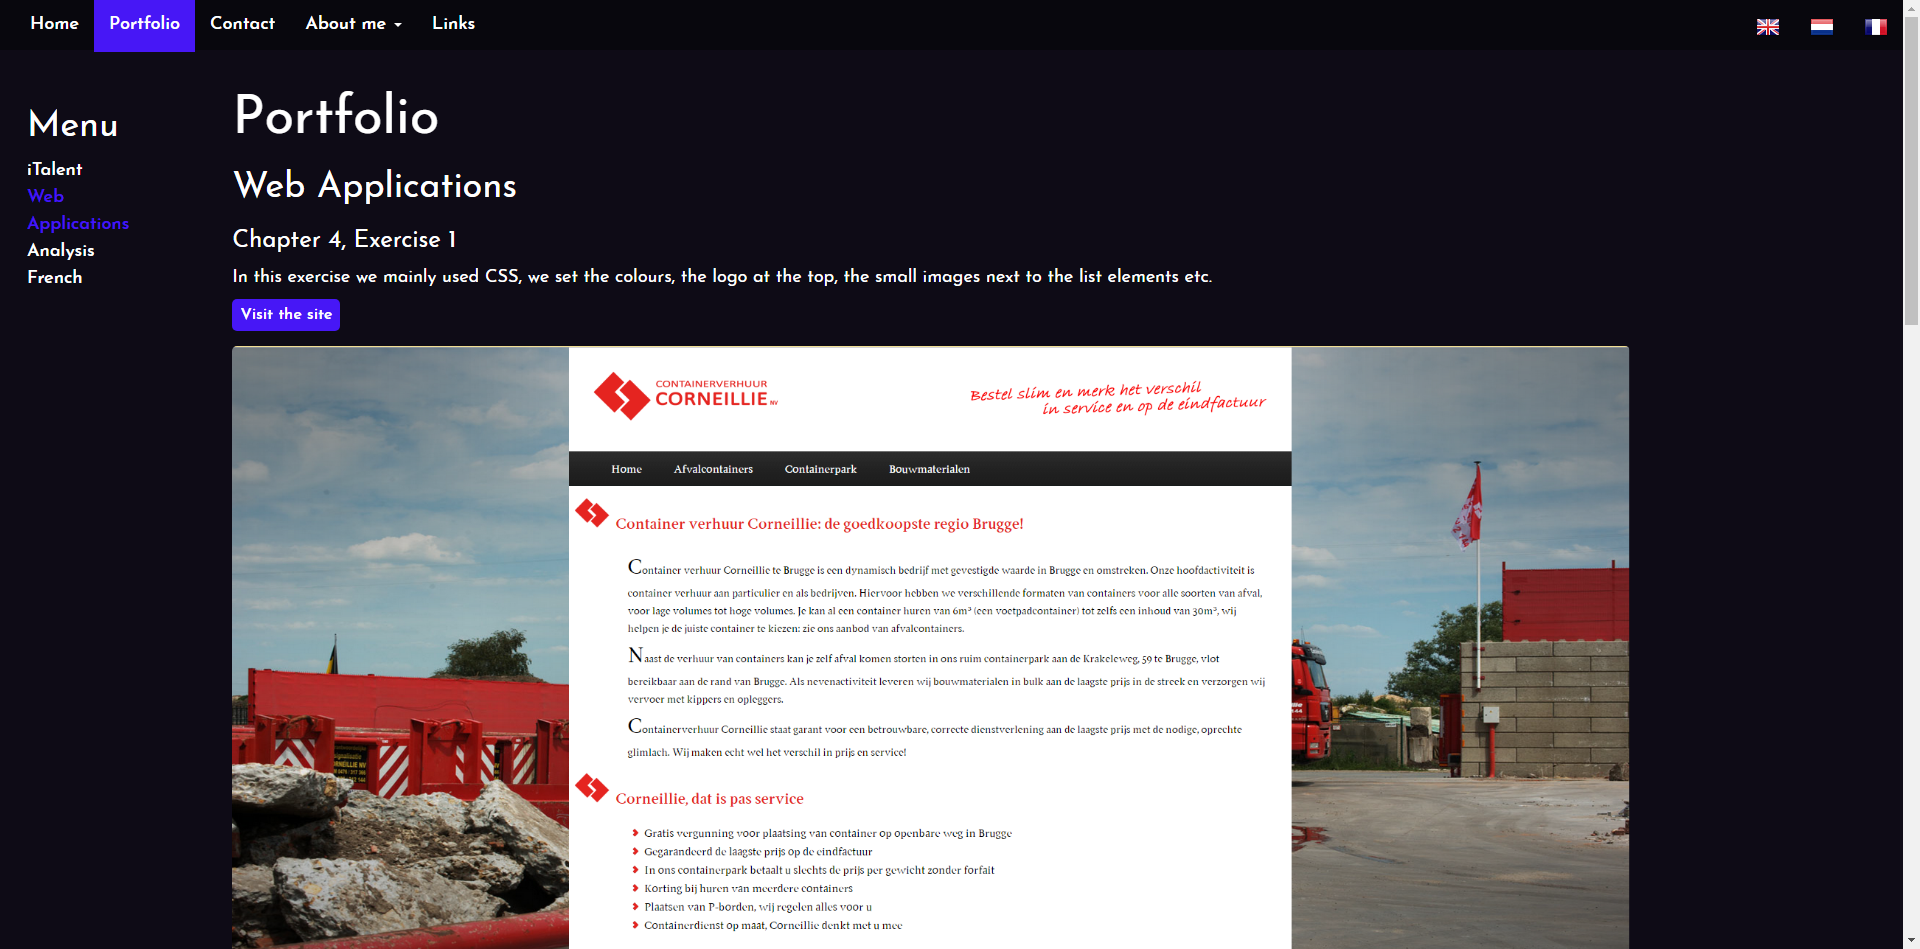 Home Portfolio Contact About me Links
Menu
iTalent
Web
Applications
Analysis
French
Portfolio
Web Applications
Chapter 4, Exercise 1
In this exercise we mainly used CSS, we set the colours, the logo at the top, the small images next to the list elements etc.
Visit the site
CONTAINERVERHUUR
CORNEILLIE NV
Bestel slim en merk het verschil
in service en op de eindfactuur
Home Afvalcontainers Containerpark Bouwmaterialen
Container verhuur Corneillie: de goedkoopste regio Brugge!
Container verhuur Corneillie te Brugge is een dynamisch bedrijf met gevestigde waarde in Brugge en omstreken. Onze hoofdactiviteit is
container verhuur aan particulier en als bedrijven. Hiervoor hebben we verschillende formaten van containers voor alle soorten van afval,
voor lage volumes tot hoge volumes. Je kan al een container huren van 6m³ (een voetpadcontainer) tot zelfs een inhoud van 30m³, wij
helpen je de juiste container te kiezen: zie ons aanbod van afvalcontainers.
Naast de verhuur van containers kan je zelf afval komen storten in ons ruim containerpark aan de Krakeleweg, 59 te Brugge, vlot
bereikbaar aan de rand van Brugge. Als nevenactiviteit leveren wij bouwmaterialen in bulk aan de laagste prijs in de streek en verzorgen wij
vervoer met kippers en opleggers.
Containerverhuur Corneillie staat garant voor een betrouwbare, correcte dienstverlening aan de laagste prijs met de nodige, oprechte
glimlach. Wij maken echt wel het verschil in prijs en service!
Corneillie, dat is pas service
Gratis vergunning voor plaatsing van container op openbare weg in Brugge
Gegarandeerd de laagste prijs op de eindfactuur
In ons containerpark betaalt u slechts de prijs per gewicht zonder forfait
Korting bij huren van meerdere containers
Plaatsen van P-borden, wij regelen alles voor u
Containerdienst op maat, Corneillie denkt met u mee